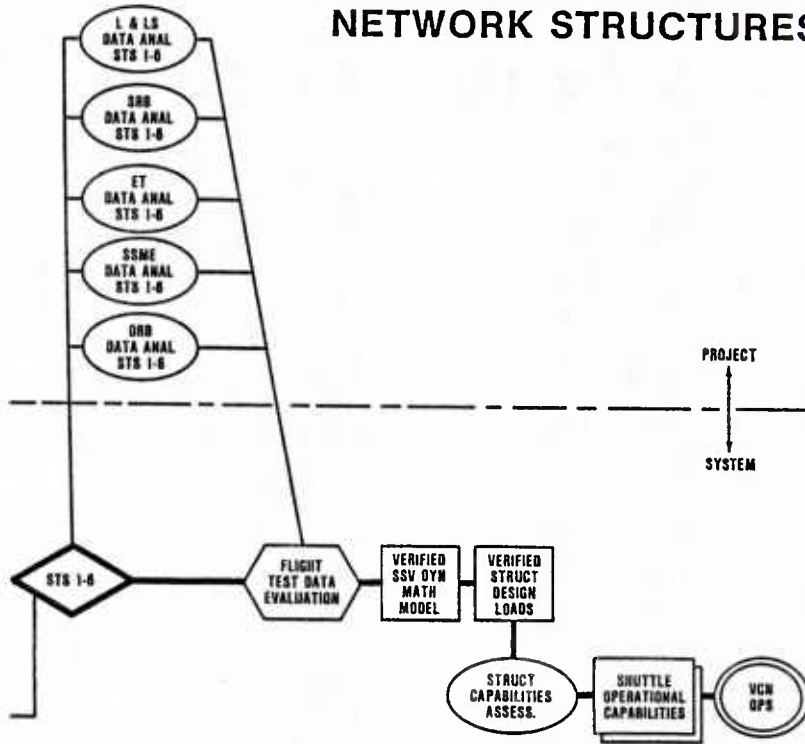 NETWORK STRUCTURES
L & LS
DATA ANAL
STS 1-6
SRB
DATA ANAL
STS 1-6
ET
DATA ANAL
STS 1-6
SSME
DATA ANAL
STS 1-6
ORB
DATA ANAL
STS 1-6
PROJECT
SYSTEM
STS 1-6
FLIGHT
TEST DATA
EVALUATION
VERIFIED
SSV DYN
MATH
MODEL
VERIFIED
STRUCT
DESIGN
LOADS
STRUCT
CAPABILITIES
ASSESS.
SHUTTLE
OPERATIONAL
CAPABILITIES
VCN
OPS